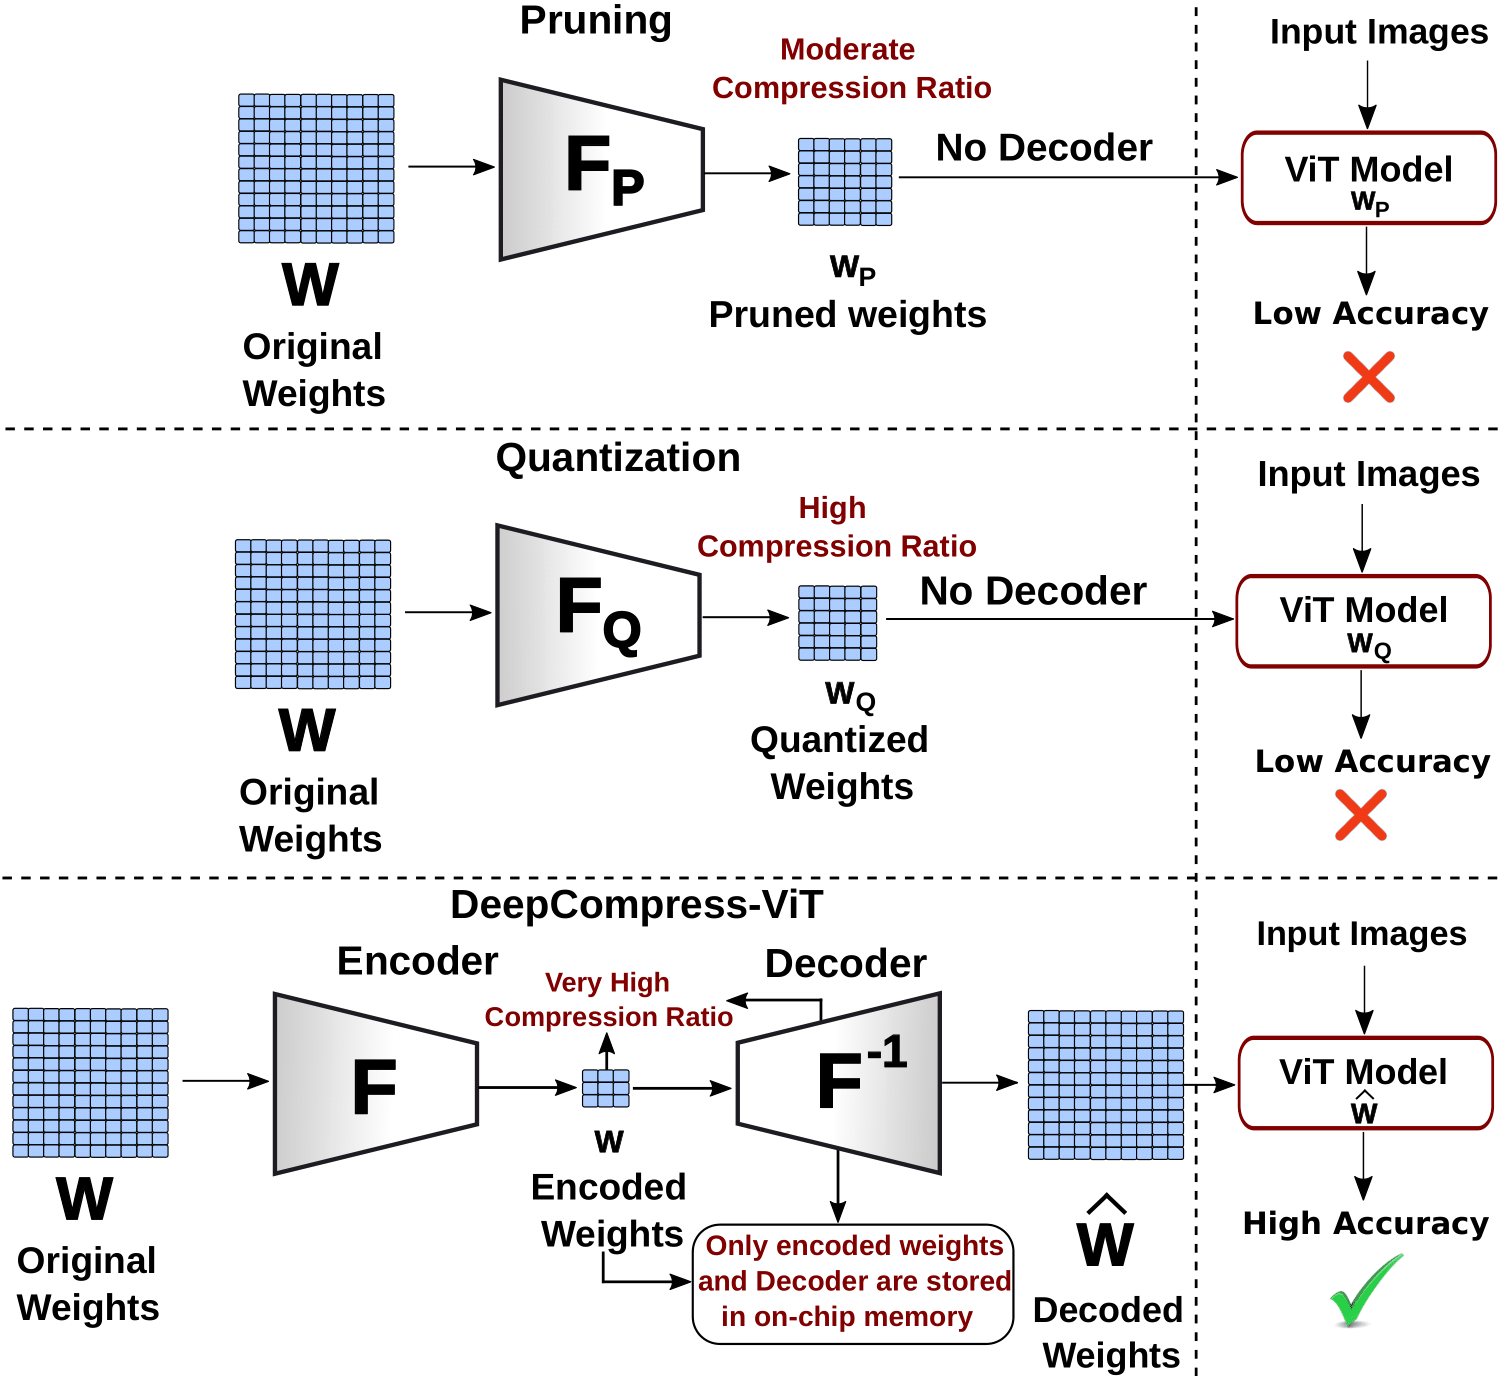 Pruning
Moderate
Compression Ratio
Input Images
F_P
No Decoder
ViT Model
w_P
W
w_P
Original
Weights
Pruned weights
Low Accuracy
Quantization
Input Images
High
Compression Ratio
F_Q
No Decoder
ViT Model
w_Q
W
w_Q
Original
Weights
Quantized
Weights
Low Accuracy
DeepCompress-ViT
Encoder
Decoder
Input Images
Very High
Compression Ratio
F
F^-1
ViT Model
ŵ
w
W
Original
Weights
Encoded
Weights
Only encoded weights
and Decoder are stored
in on-chip memory
Ŵ
Decoded
Weights
High Accuracy